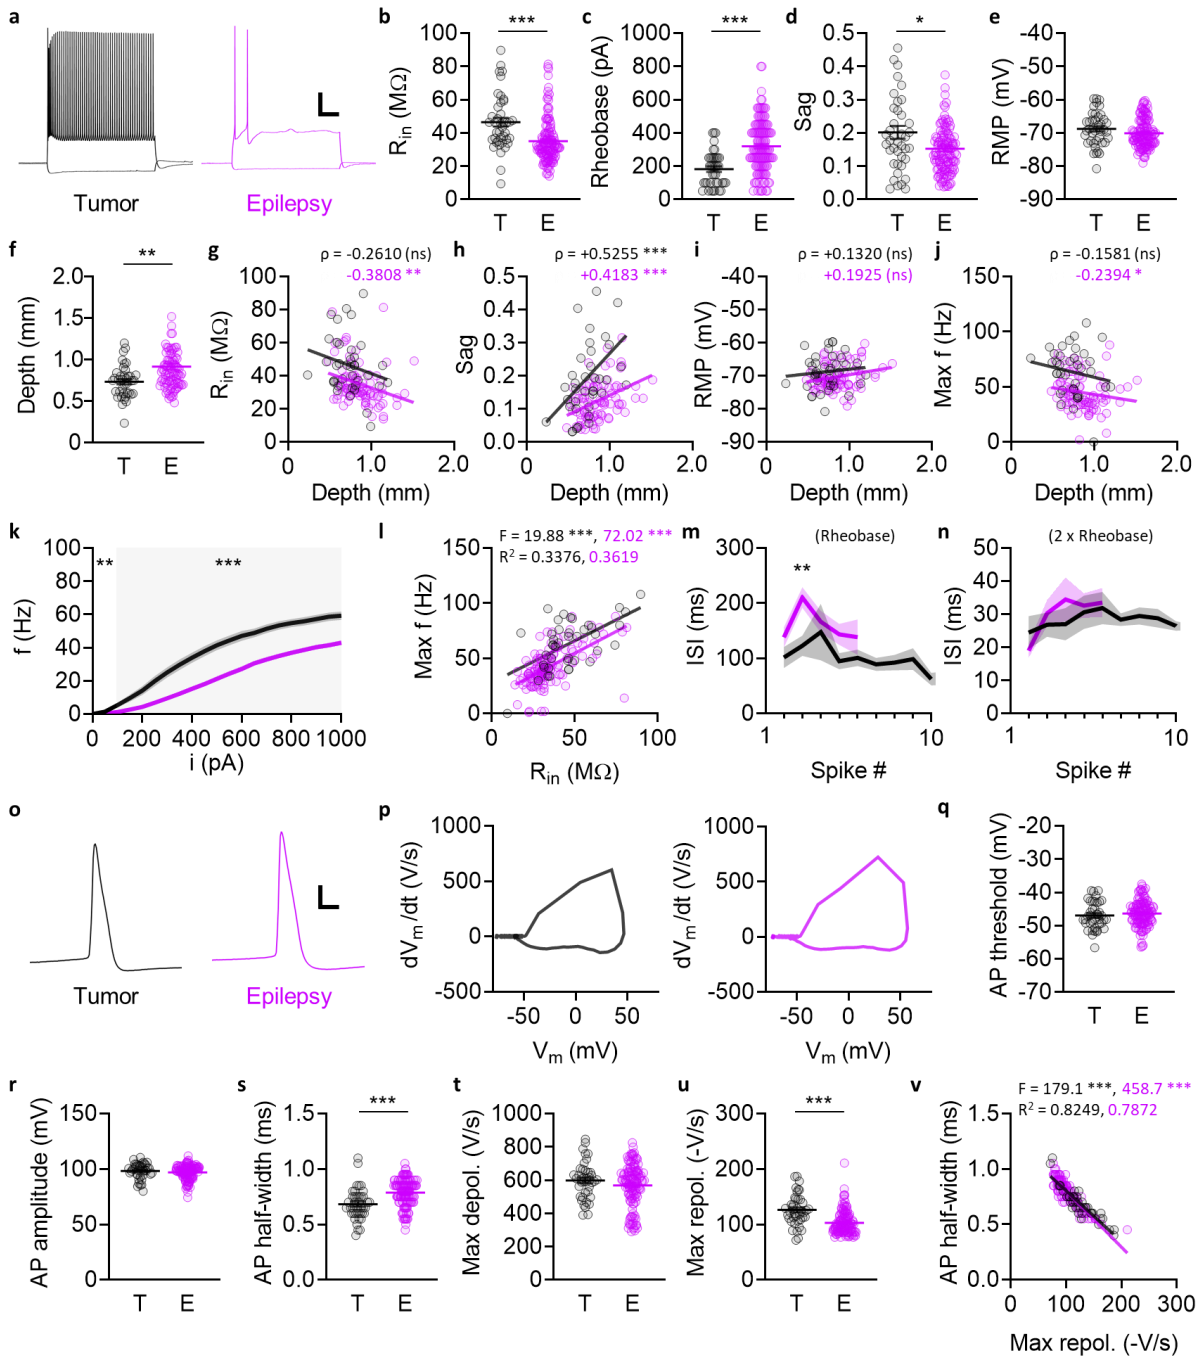 a
Tumor
Epilepsy
b
***
R_in (MΩ)
100
80
60
40
20
0
T E
c
***
Rheobase (pA)
1000
800
600
400
200
0
T E
d
*
Sag
0.5
0.4
0.3
0.2
0.1
0.0
T E
e
RMP (mV)
-40
-50
-60
-70
-80
-90
T E
f
**
Depth (mm)
2.0
1.5
1.0
0.5
0
T E
g
ρ = -0.2610 (ns)
-0.3808 **
R_in (MΩ)
100
80
60
40
20
0
0 1.0 2.0
Depth (mm)
h
ρ = +0.5255 ***
+0.4183 ***
Sag
0.5
0.4
0.3
0.2
0.1
0.0
0 1.0 2.0
Depth (mm)
i
ρ = +0.1320 (ns)
+0.1925 (ns)
RMP (mV)
-40
-50
-60
-70
-80
-90
0 1.0 2.0
Depth (mm)
j
ρ = -0.1581 (ns)
-0.2394 *
Max f (Hz)
150
100
50
0
0 1.0 2.0
Depth (mm)
k
** ***
f (Hz)
100
80
60
40
20
0
0 200 400 600 800 1000
i (pA)
l
F = 19.88 ***, 72.02 ***
R² = 0.3376, 0.3619
Max f (Hz)
150
100
50
0
0 50 100
R_in (MΩ)
m
(Rheobase)
**
ISI (ms)
300
200
100
0
1 10
Spike #
n
(2 x Rheobase)
ISI (ms)
50
40
30
20
10
0
1 10
Spike #
o
Tumor
Epilepsy
p
dV_m/dt (V/s)
1000
500
0
-500
-50 0 50
V_m (mV)
dV_m/dt (V/s)
1000
500
0
-500
-50 0 50
V_m (mV)
q
AP threshold (mV)
-20
-30
-40
-50
-60
-70
T E
r
AP amplitude (mV)
150
100
50
0
T E
s
***
AP half-width (ms)
1.5
1.0
0.5
0.0
T E
t
Max depol. (V/s)
1000
800
600
400
200
0
T E
u
***
Max repol. (-V/s)
300
200
100
0
T E
v
F = 179.1 ***, 458.7 ***
R² = 0.8249, 0.7872
AP half-width (ms)
1.5
1.0
0.5
0.0
0 100 200 300
Max repol. (-V/s)